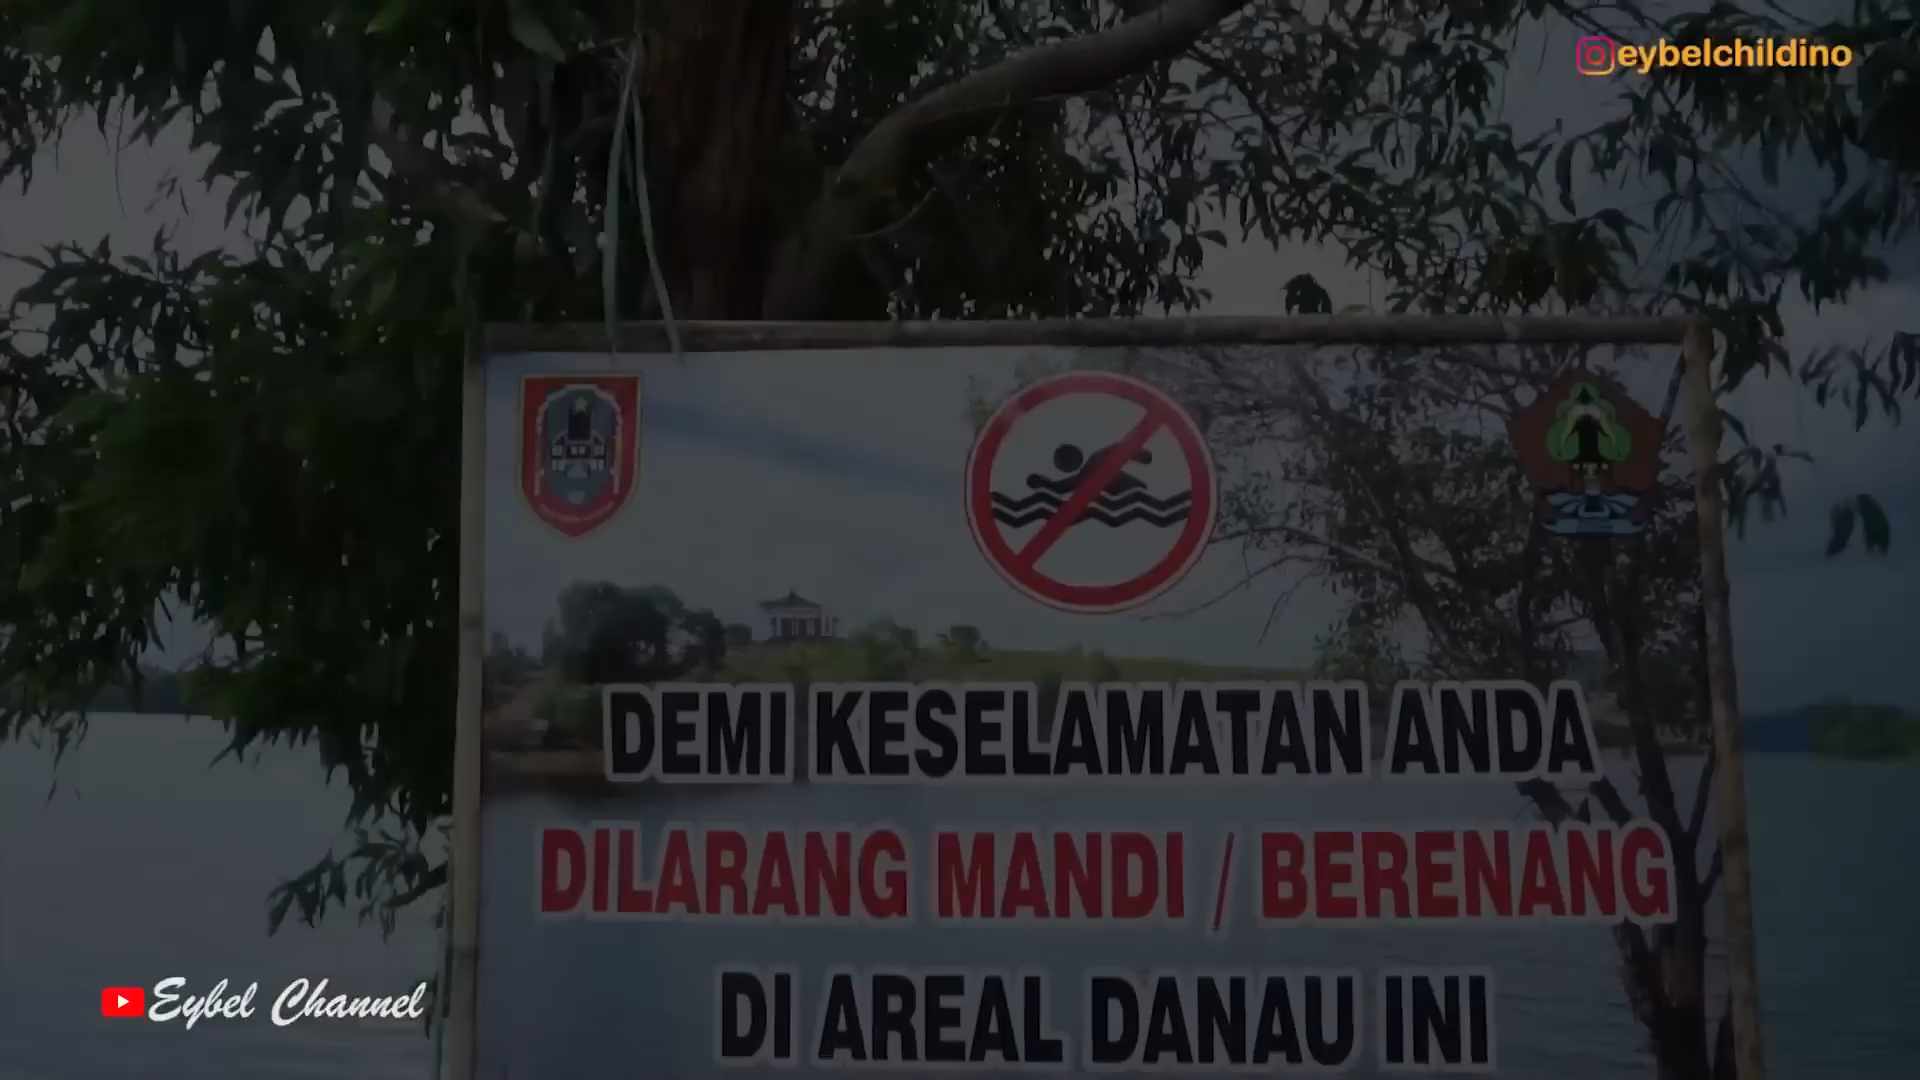 eybelchildino
DEMI KESELAMATAN ANDA
DILARANG MANDI / BERENANG
DI AREAL DANAU INI
Eybel Channel